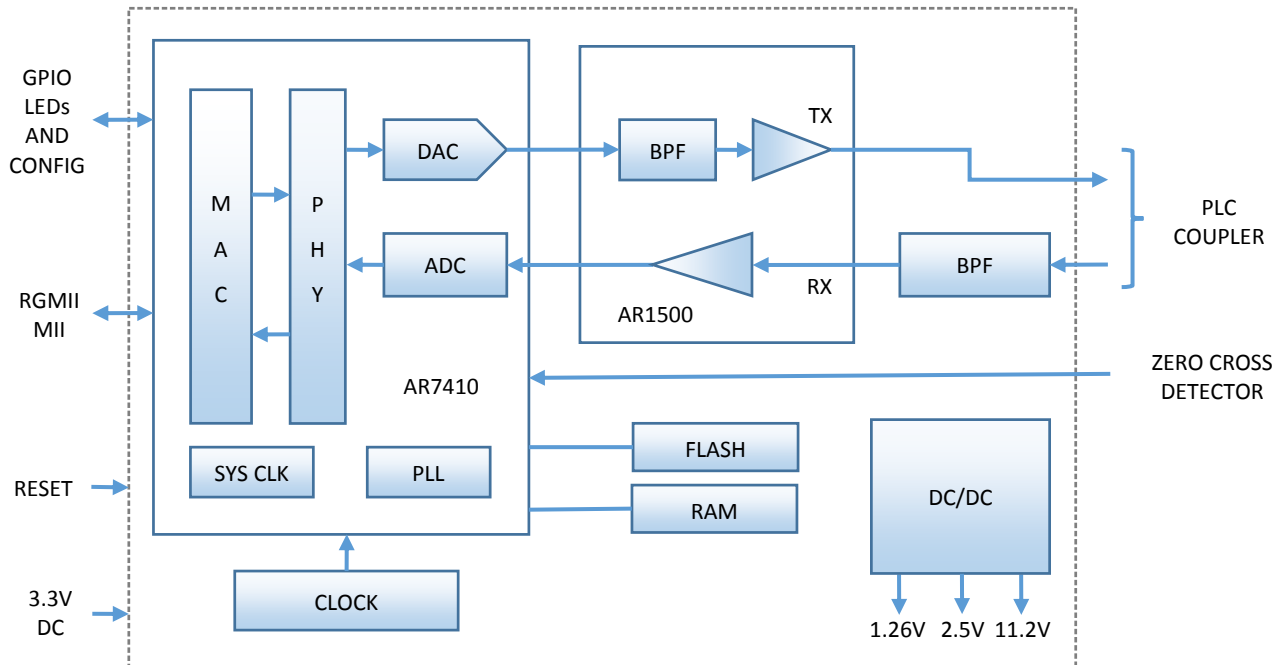 GPIO
LEDs
AND
CONFIG
RGMII
MII
RESET
3.3V
DC
M
A
C
P
H
Y
DAC
ADC
AR7410
SYS CLK
PLL
CLOCK
BPF
TX
RX
AR1500
BPF
FLASH
RAM
DC/DC
1.26V
2.5V
11.2V
PLC
COUPLER
ZERO CROSS
DETECTOR